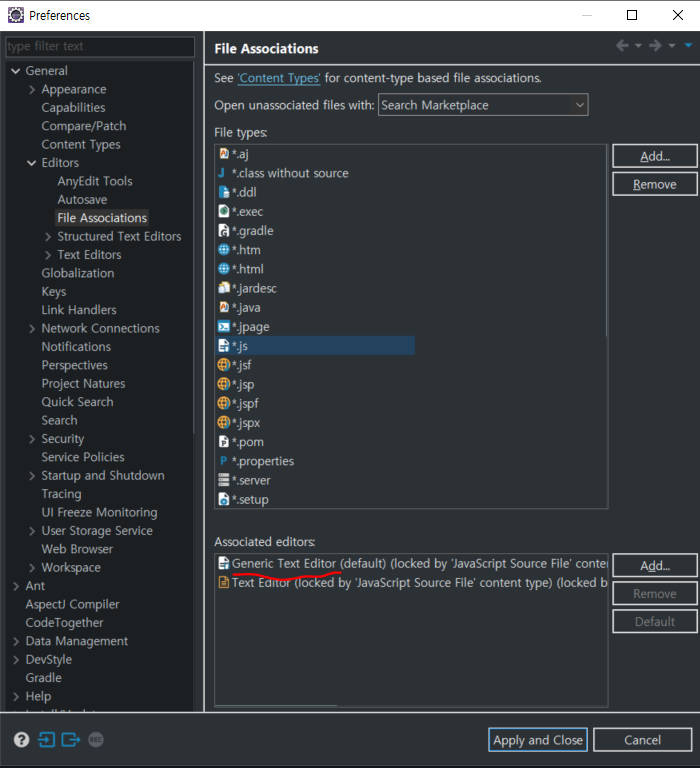 Preferences
type filter text
General
Appearance
Capabilities
Compare/Patch
Content Types
Editors
AnyEdit Tools
Autosave
File Associations
Structured Text Editors
Text Editors
Globalization
Keys
Link Handlers
Network Connections
Notifications
Perspectives
Project Natures
Quick Search
Search
Security
Service Policies
Startup and Shutdown
Tracing
UI Freeze Monitoring
User Storage Service
Web Browser
Workspace
Ant
AspectJ Compiler
CodeTogether
Data Management
DevStyle
Gradle
Help
File Associations
See 'Content Types' for content-type based file associations.
Open unassociated files with: Search Marketplace
File types:
*.aj
*.class without source
*.ddl
*.exec
*.gradle
*.htm
*.html
*.jardesc
*.java
*.jpage
*.js
*.jsf
*.jsp
*.jspf
*.jspx
*.pom
*.properties
*.server
*.setup
Add...
Remove
Associated editors:
Generic Text Editor (default) (locked by 'JavaScript Source File' conte
Text Editor (locked by 'JavaScript Source File' content type) (locked b
Add...
Remove
Default
Apply and Close
Cancel